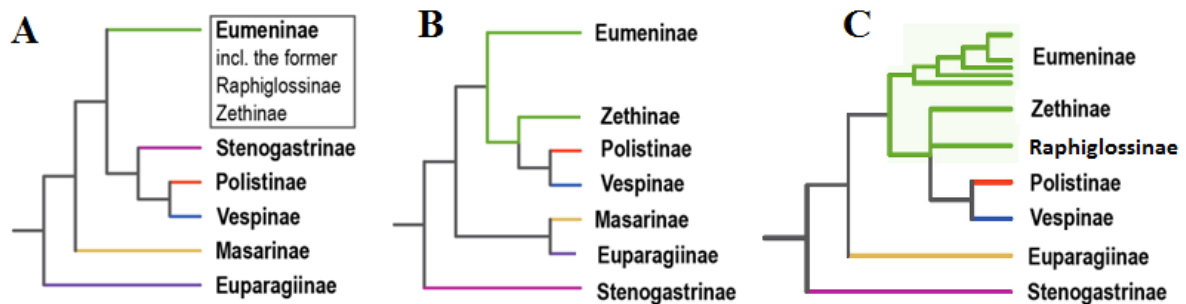 A
Eumeninae
incl. the former
Raphiglossinae
Zethinae
Stenogastrinae
Polistinae
Vespinae
Masarinae
Euparagiinae
B
Eumeninae
Zethinae
Polistinae
Vespinae
Masarinae
Euparagiinae
Stenogastrinae
C
Eumeninae
Zethinae
Raphiglossinae
Polistinae
Vespinae
Euparagiinae
Stenogastrinae